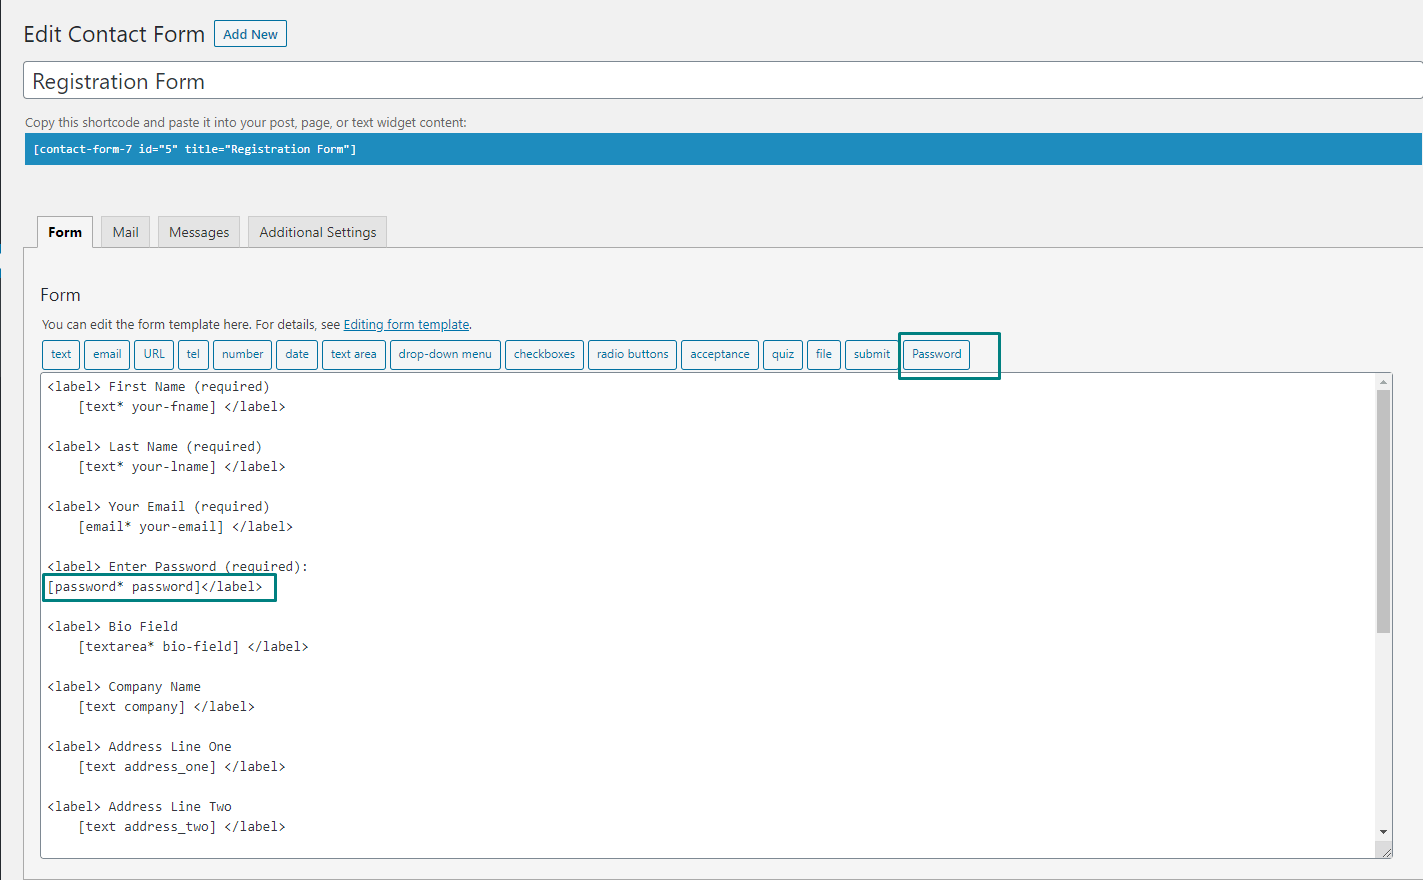 Edit Contact Form Add New
Registration Form
Copy this shortcode and paste it into your post, page, or text widget content:
[contact-form-7 id="5" title="Registration Form"]
Form Mail Messages Additional Settings
Form
You can edit the form template here. For details, see Editing form template.
text email URL tel number date text area drop-down menu checkboxes radio buttons acceptance quiz file submit Password
<label> First Name (required)
[text* your-fname] </label>
<label> Last Name (required)
[text* your-lname] </label>
<label> Your Email (required)
[email* your-email] </label>
<label> Enter Password (required):
[password* password]</label>
<label> Bio Field
[textarea* bio-field] </label>
<label> Company Name
[text company] </label>
<label> Address Line One
[text address_one] </label>
<label> Address Line Two
[text address_two] </label>